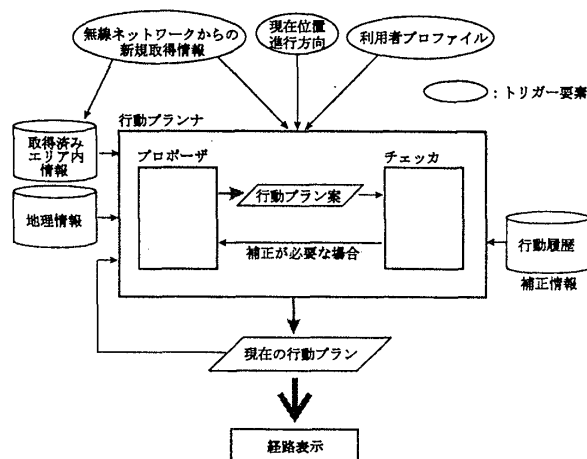 無線ネットワークからの
新規取得情報
現在位置
進行方向
利用者プロファイル
：トリガー要素
行動プランナ
取得済み
エリア内
情報
プロポーザ
チェッカ
行動プラン案
地理情報
補正が必要な場合
行動履歴
補正情報
現在の行動プラン
経路表示